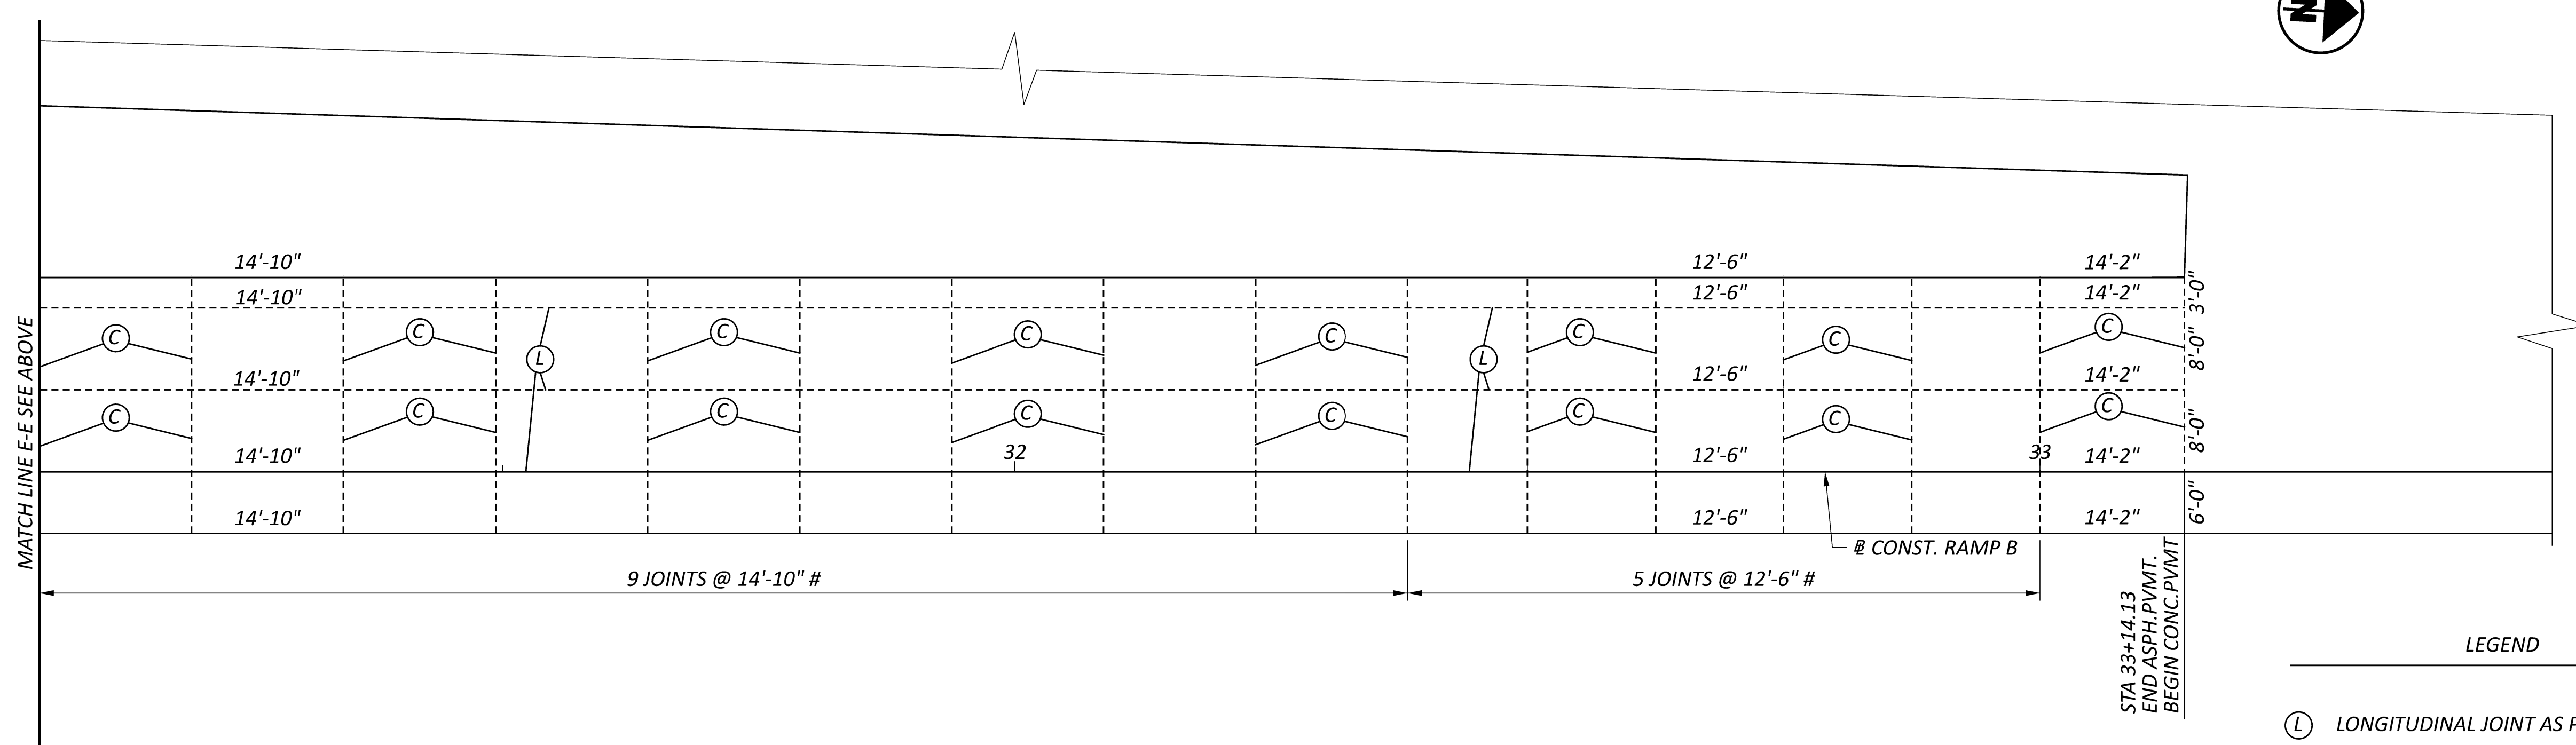 N
14'-10" 12'-6" 14'-2"
14'-10" 12'-6" 14'-2" 3'-0"
C C C C C C C C
L L
8'-0"
14'-10" 12'-6" 14'-2"
C C C C C C C C
8'-0"
32 33
14'-10" 12'-6" 14'-2"
14'-10" 12'-6" 14'-2" 6'-0"
MATCH LINE E-E SEE ABOVE
CONST. RAMP B
9 JOINTS @ 14'-10" # 5 JOINTS @ 12'-6" #
STA 33+14.13
END ASPH.PVMT.
BEGIN CONC.PVMT
LEGEND
L LONGITUDINAL JOINT AS